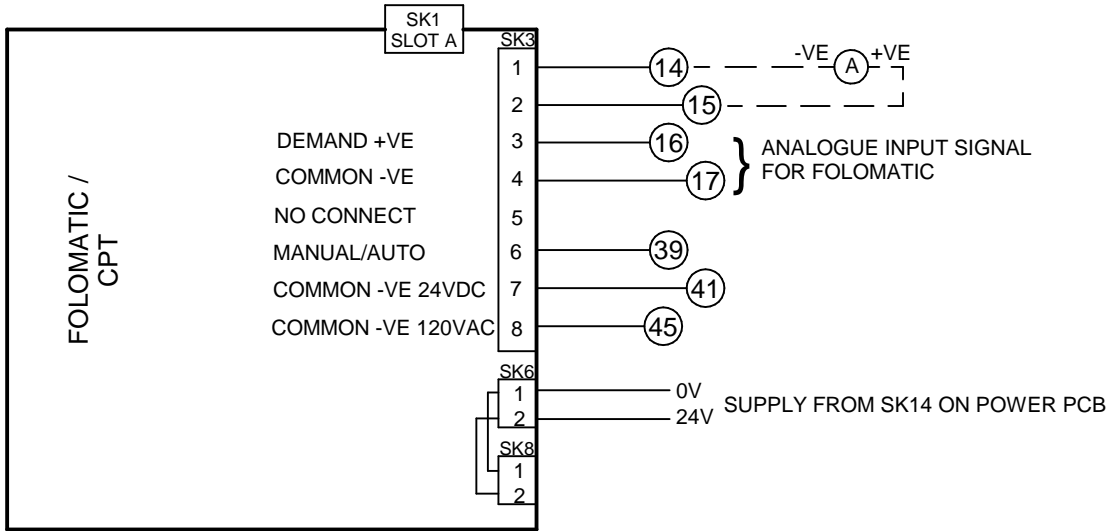 SK1
SLOT A
SK3
1 14 -VE A +VE
2 15
DEMAND +VE 3 16
COMMON -VE 4 17
ANALOGUE INPUT SIGNAL
FOR FOLOMATIC
NO CONNECT 5
MANUAL/AUTO 6 39
COMMON -VE 24VDC 7 41
COMMON -VE 120VAC 8 45
FOLOMATIC /
CPT
SK6
1 0V
2 24V
SUPPLY FROM SK14 ON POWER PCB
SK8
1
2